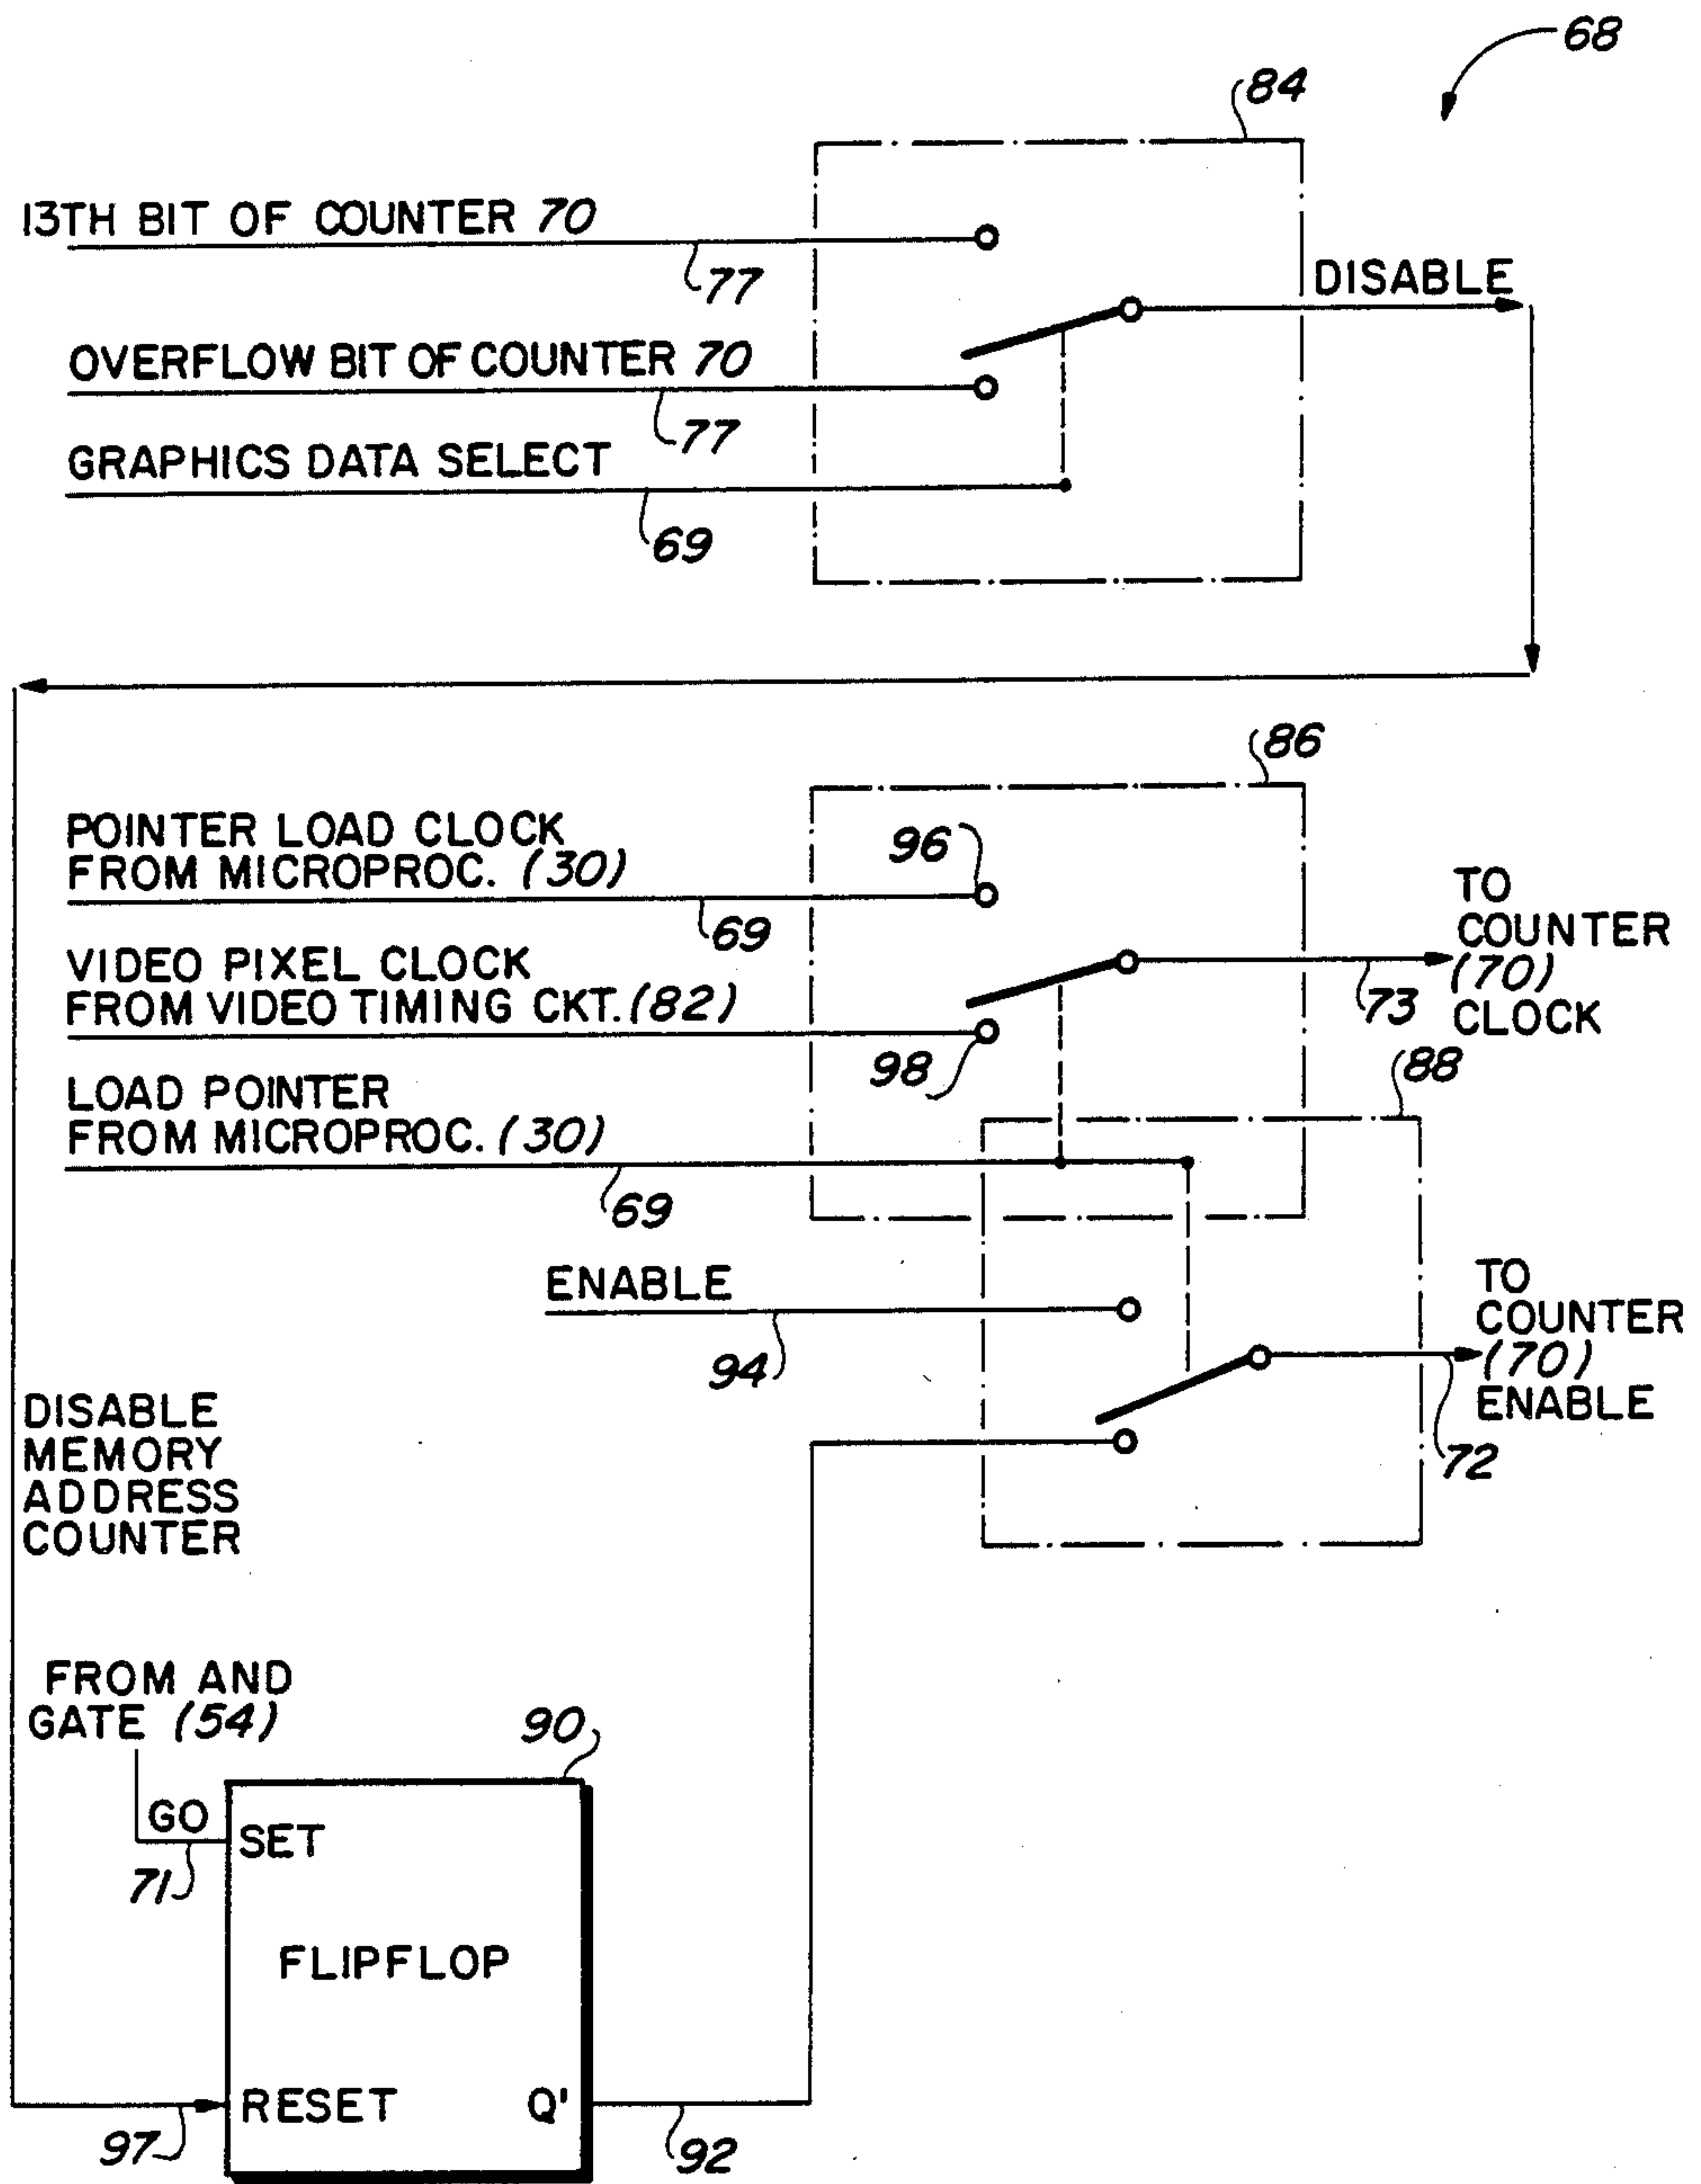 68
84
13TH BIT OF COUNTER 70
77
DISABLE
OVERFLOW BIT OF COUNTER 70
77
GRAPHICS DATA SELECT
69
86
POINTER LOAD CLOCK
FROM MICROPROC. (30)
96
69
TO
COUNTER
(70)
CLOCK
73
VIDEO PIXEL CLOCK
FROM VIDEO TIMING CKT. (82)
98
88
LOAD POINTER
FROM MICROPROC. (30)
69
ENABLE
94
TO
COUNTER
(70)
ENABLE
72
DISABLE
MEMORY
ADDRESS
COUNTER
FROM AND
GATE (54)
90
GO
SET
71
FLIPFLOP
RESET
Q'
97
92